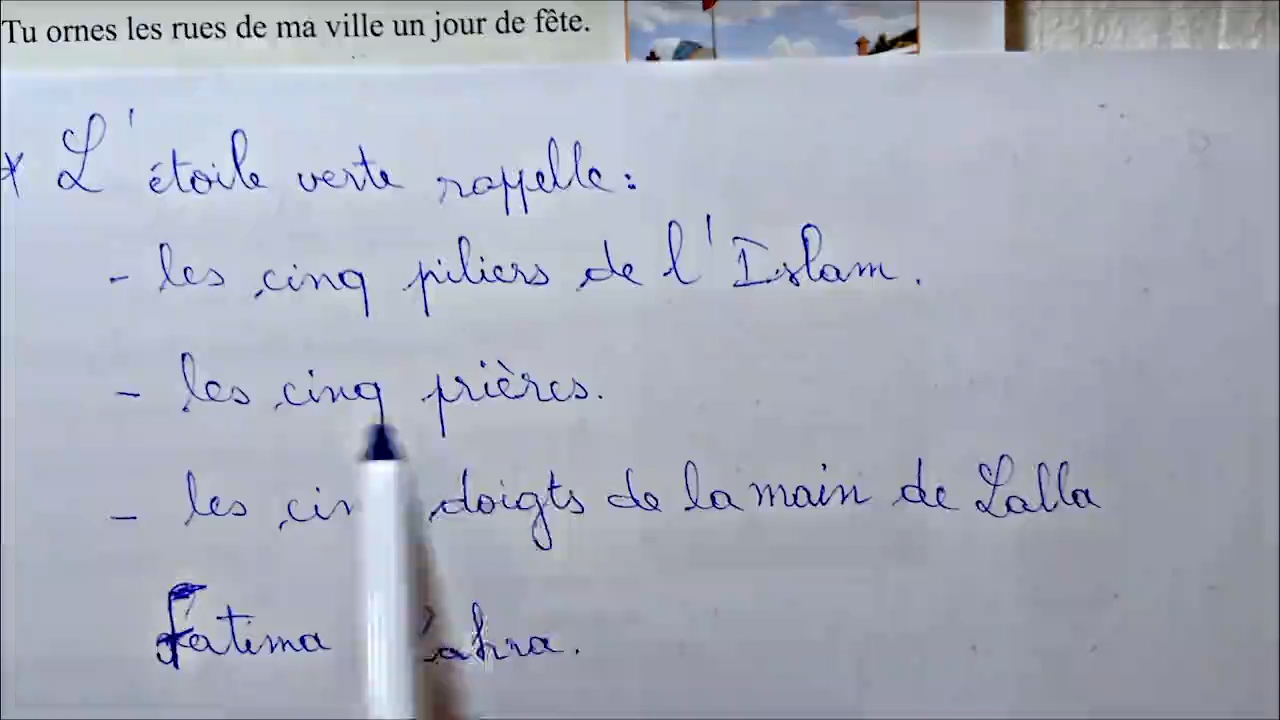 Tu ornes les rues de ma ville un jour de fête.
* L'étoile verte rappelle:
- les cinq piliers de l'Islam.
- les cinq prières.
- les doigts de la main de Lalla
Fatima